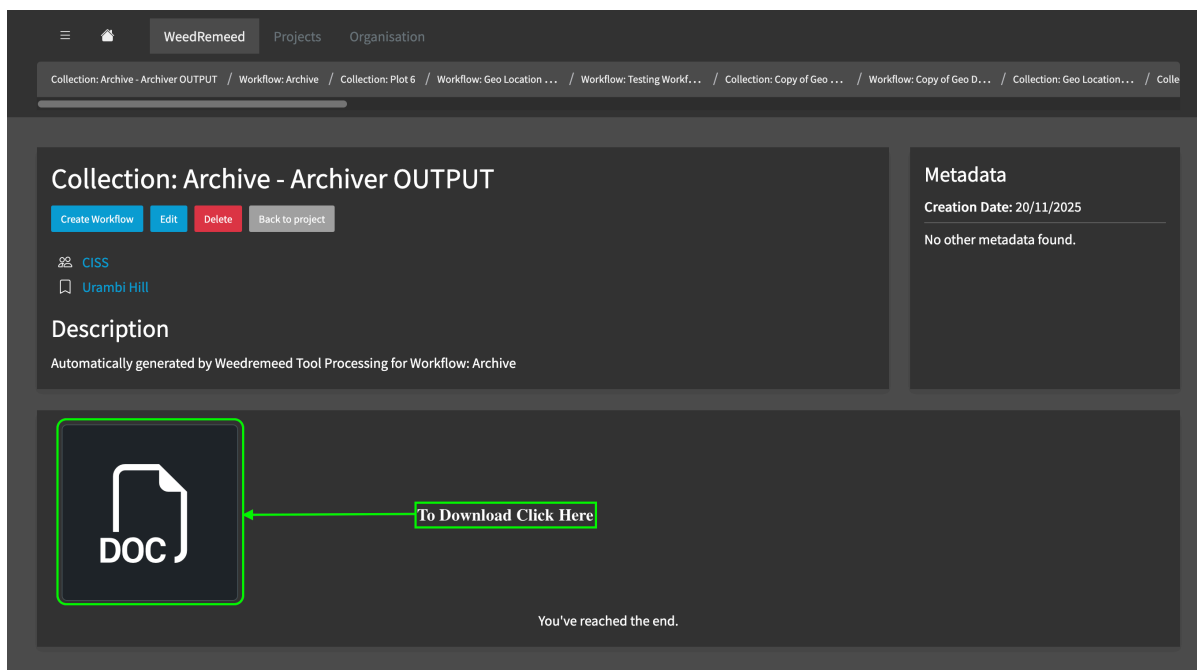 WeedRemeed Projects Organisation
Collection: Archive - Archiver OUTPUT / Workflow: Archive / Collection: Plot 6 / Workflow: Geo Location ... / Workflow: Testing Workf... / Collection: Copy of Geo ... / Workflow: Copy of Geo D... / Collection: Geo Location... / Colle
Collection: Archive - Archiver OUTPUT
Create Workflow Edit Delete Back to project
CISS
Urambi Hill
Description
Automatically generated by Weedremeed Tool Processing for Workflow: Archive
Metadata
Creation Date: 20/11/2025
No other metadata found.
DOC
To Download Click Here
You've reached the end.